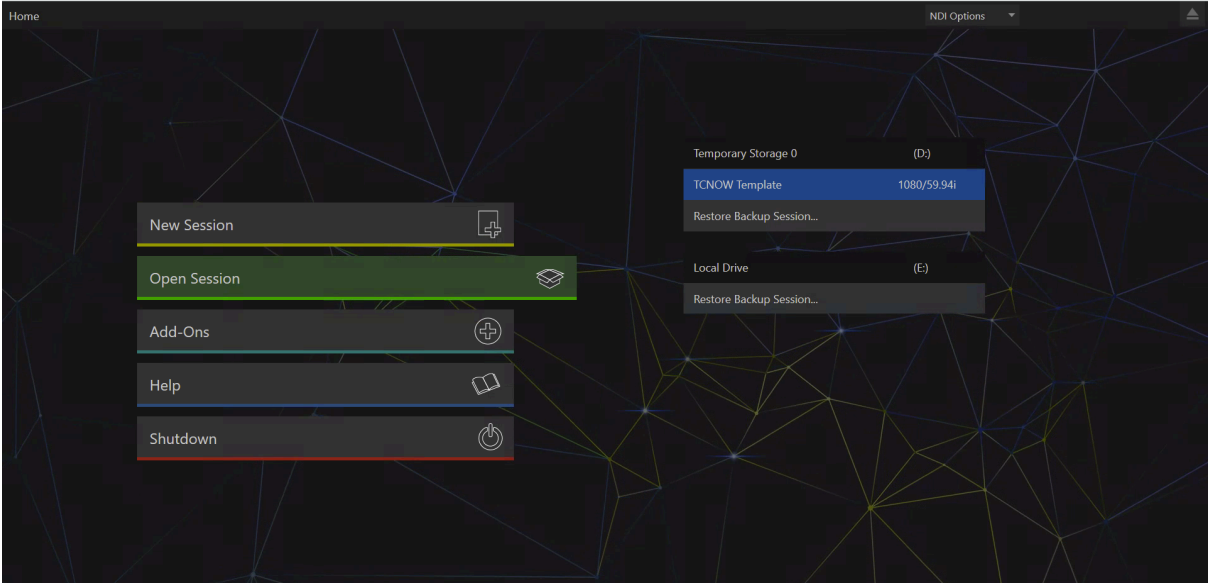 Home
NDI Options
New Session
Open Session
Add-Ons
Help
Shutdown
Temporary Storage 0 (D:)
TCNOW Template 1080/59.94i
Restore Backup Session...
Local Drive (E:)
Restore Backup Session...